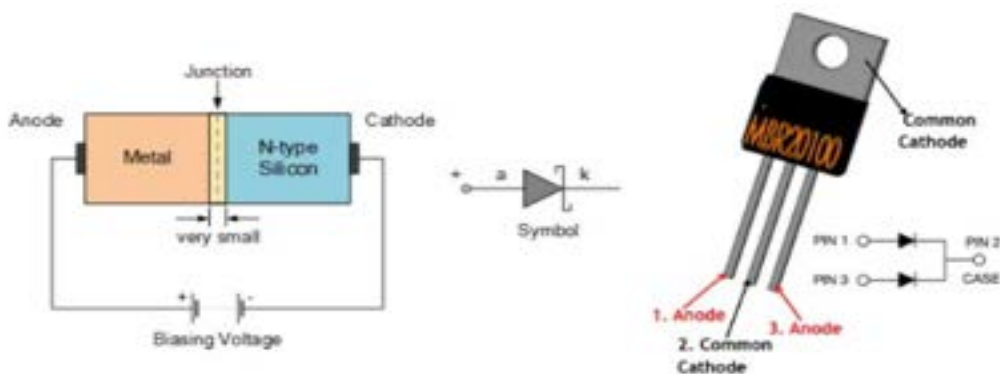 Junction
Anode
Cathode
Metal
N-type
Silicon
very small
+
-
Biasing Voltage
+
a
k
Symbol
MBR20100
Common
Cathode
1. Anode
2. Common
Cathode
3. Anode
PIN 1
PIN 3
PIN 2
CASE